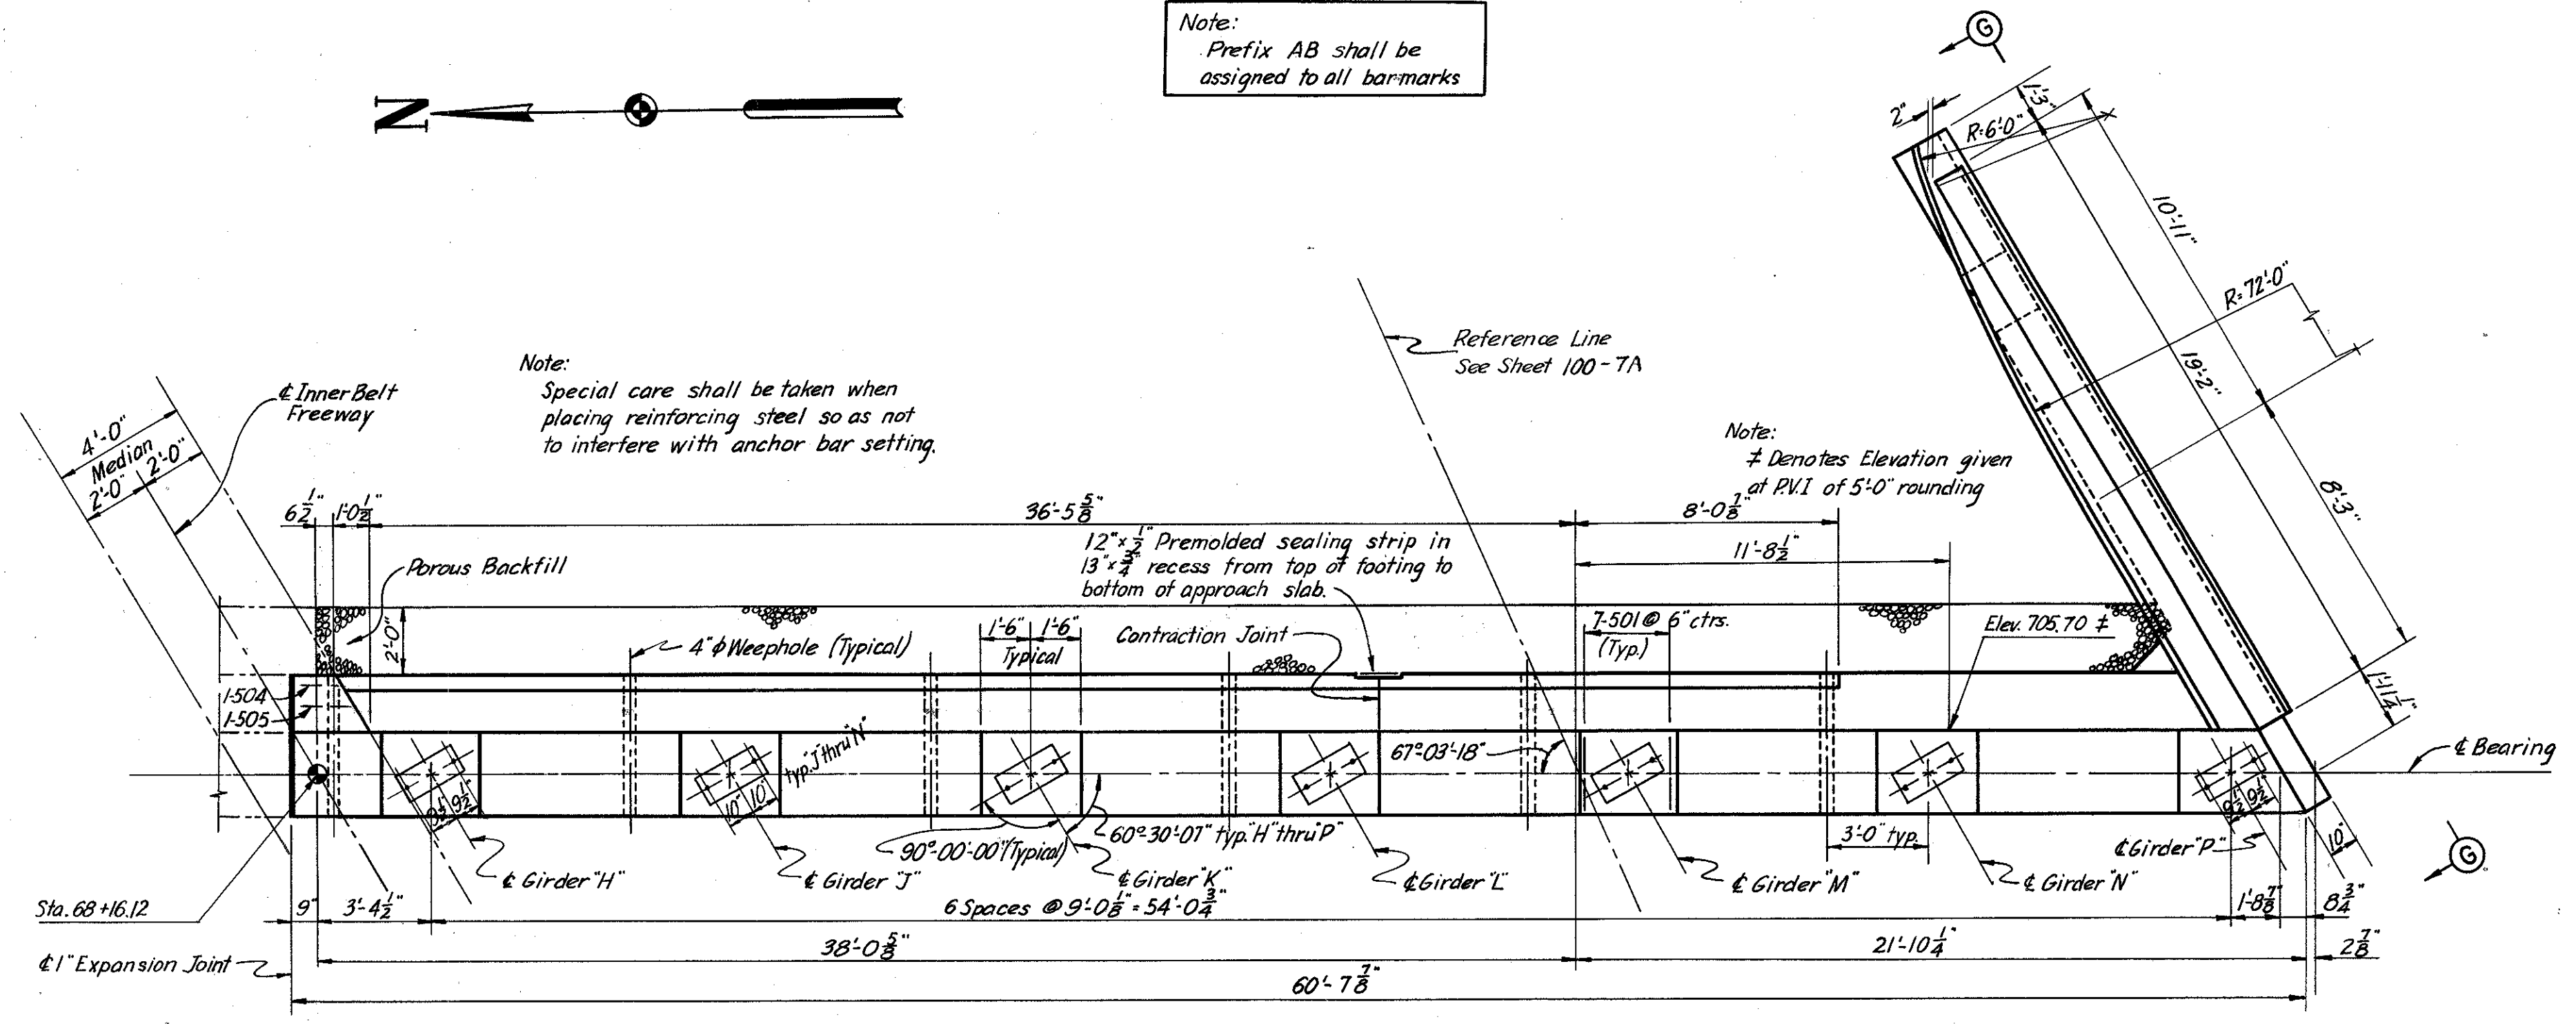 Note:
Prefix AB shall be
assigned to all bar marks
G
N
2"
R=6'-0"
1'-3"
10'-11"
R=72'-0"
19'-2"
8'-3"
1'-11 1/4"
Reference Line
See Sheet 100-7A
Note:
Special care shall be taken when
placing reinforcing steel so as not
to interfere with anchor bar setting.
℄ Inner Belt
Freeway
4'-0"
Median
2'-0"
2'-0"
Note:
‡ Denotes Elevation given
at P.V.I of 5'-0" rounding
6 1/2"
1'-0 1/2"
36'-5 5/8"
8'-0 7/8"
11'-8 1/2"
12" x 1/2" Premolded sealing strip in
13" x 3/4" recess from top of footing to
bottom of approach slab.
Porous Backfill
2'-0"
4" φ Weephole (Typical)
1'-6"
1'-6"
Typical
Contraction Joint
7-501 @ 6" ctrs.
(Typ.)
Elev. 705.70 ‡
1-504
1-505
typ. "J" thru "N"
67°-03'-18"
℄ Bearing
9 1/2"
10"
10"
60°-30'-07" typ. "H" thru "P"
90°-00'-00" (Typical)
3'-0" typ.
9 1/2"
9 1/2"
10"
℄ Girder "P"
G
℄ Girder "H"
℄ Girder "J"
℄ Girder "K"
℄ Girder "L"
℄ Girder "M"
℄ Girder "N"
Sta. 68+16.12
9"
3'-4 1/2"
6 Spaces @ 9'-0 1/8" = 54'-0 3/4"
1'-8 7/8"
8 3/4"
38'-0 5/8"
21'-10 1/4"
2 7/8"
℄ 1" Expansion Joint
60'-7 7/8"